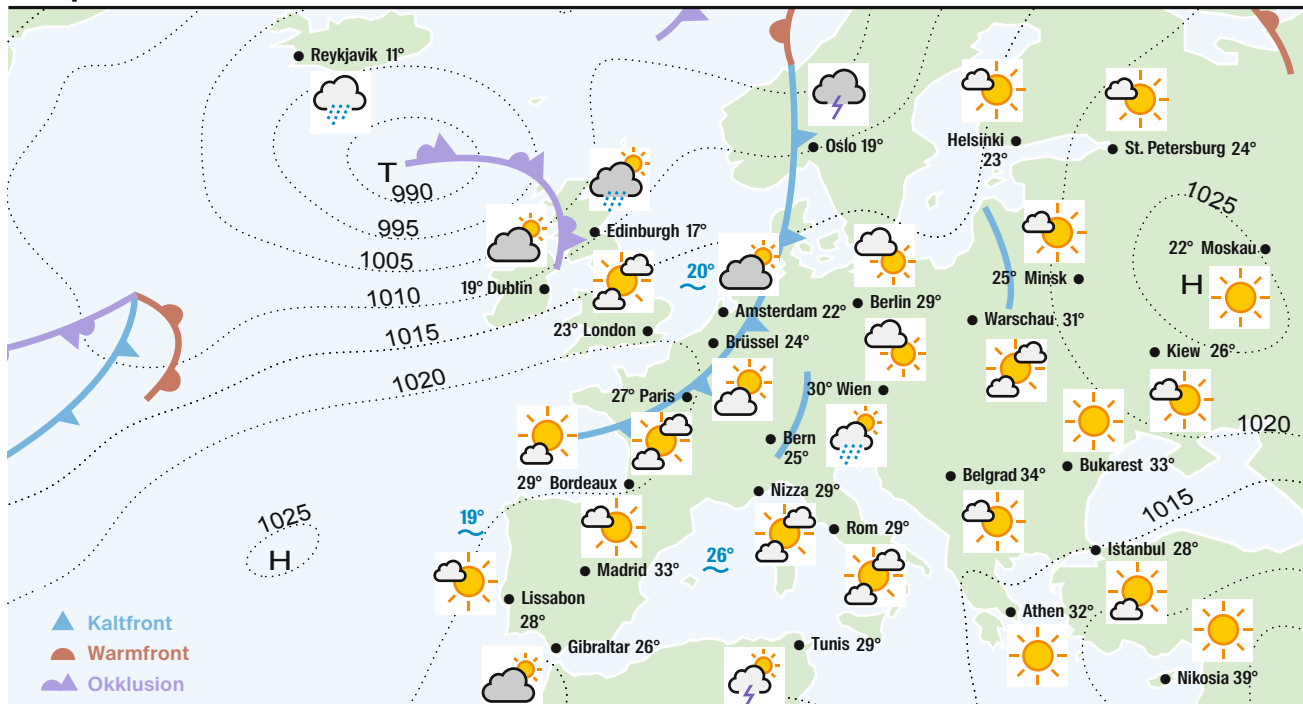 Reykjavik 11°
Oslo 19°
Helsinki
23°
St. Petersburg 24°
T
990
995
1005
1010
1015
1020
1025
22° Moskau
H
Edinburgh 17°
19° Dublin
20°
25° Minsk
Amsterdam 22°
Berlin 29°
Warschau 31°
23° London
Brüssel 24°
Kiew 26°
27° Paris
30° Wien
1020
Bern
25°
29° Bordeaux
Nizza 29°
Belgrad 34°
Bukarest 33°
1015
19°
1025
H
26°
Rom 29°
Istanbul 28°
Madrid 33°
Lissabon
28°
Athen 32°
Gibraltar 26°
Tunis 29°
Nikosia 39°
Kaltfront
Warmfront
Okklusion